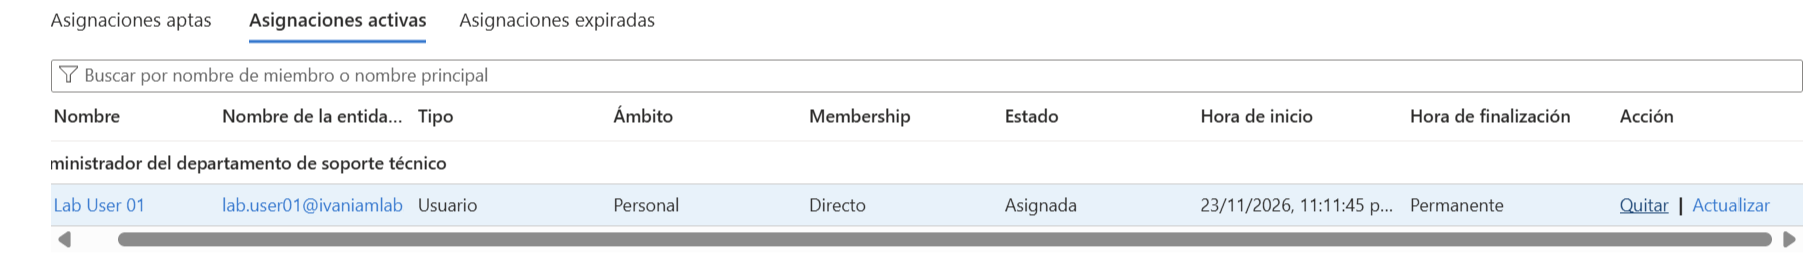 Asignaciones aptas Asignaciones activas Asignaciones expiradas
Buscar por nombre de miembro o nombre principal
Nombre Nombre de la entida... Tipo Ámbito Membership Estado Hora de inicio Hora de finalización Acción
ministrador del departamento de soporte técnico
Lab User 01 lab.user01@ivaniamlab Usuario Personal Directo Asignada 23/11/2026, 11:11:45 p... Permanente Quitar | Actualizar